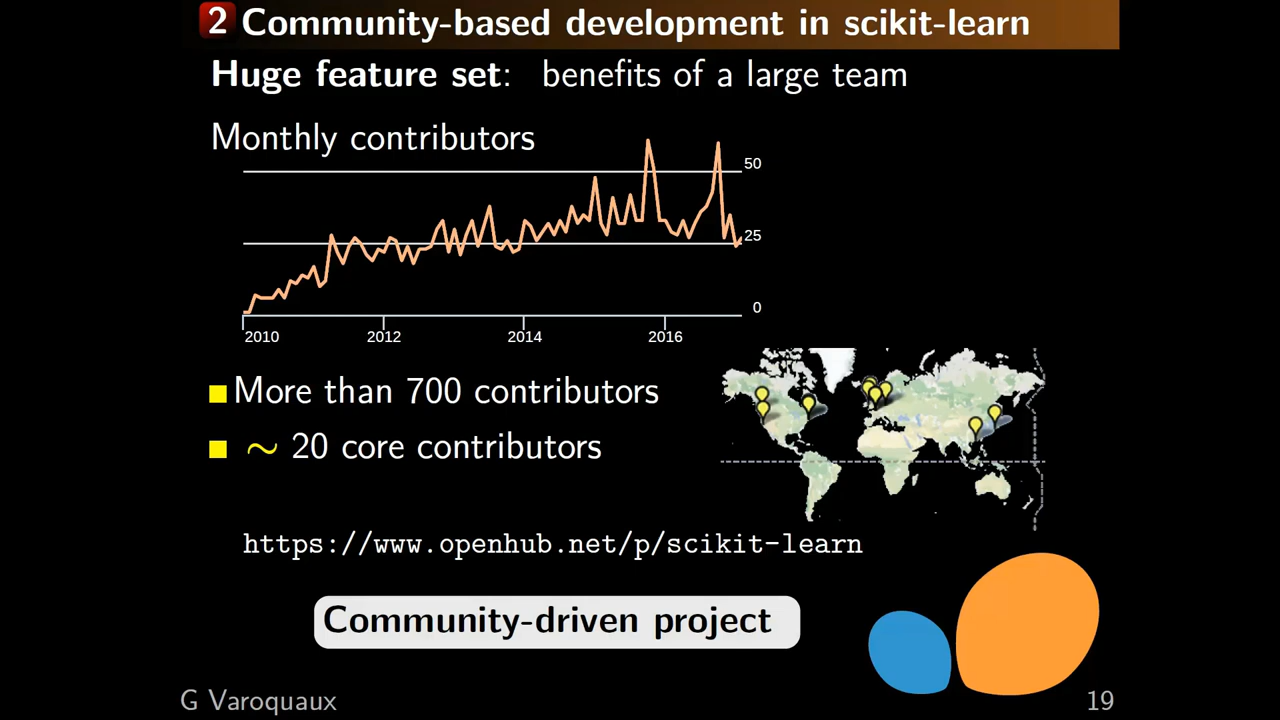 2 Community-based development in scikit-learn
Huge feature set: benefits of a large team
Monthly contributors
50
25
0
2010 2012 2014 2016
More than 700 contributors
∼ 20 core contributors
https://www.openhub.net/p/scikit-learn
Community-driven project
G Varoquaux 19